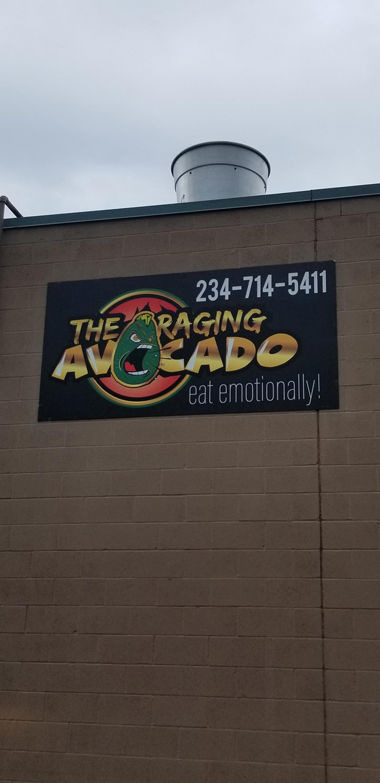 234-714-5411
THE RAGING
AVOCADO
eat emotionally!